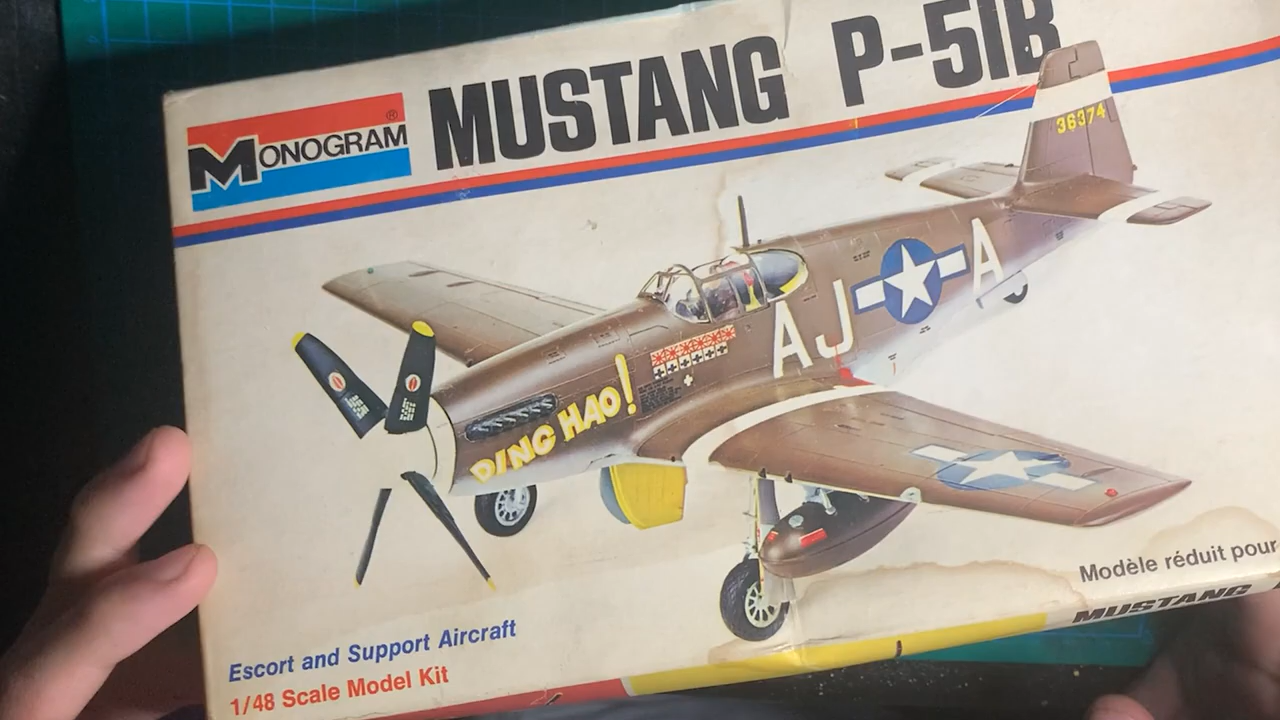 MONOGRAM®
MUSTANG P-51B
36374
AJ A
DING HAO!
Modèle réduit pour
MUSTANG
Escort and Support Aircraft
1/48 Scale Model Kit